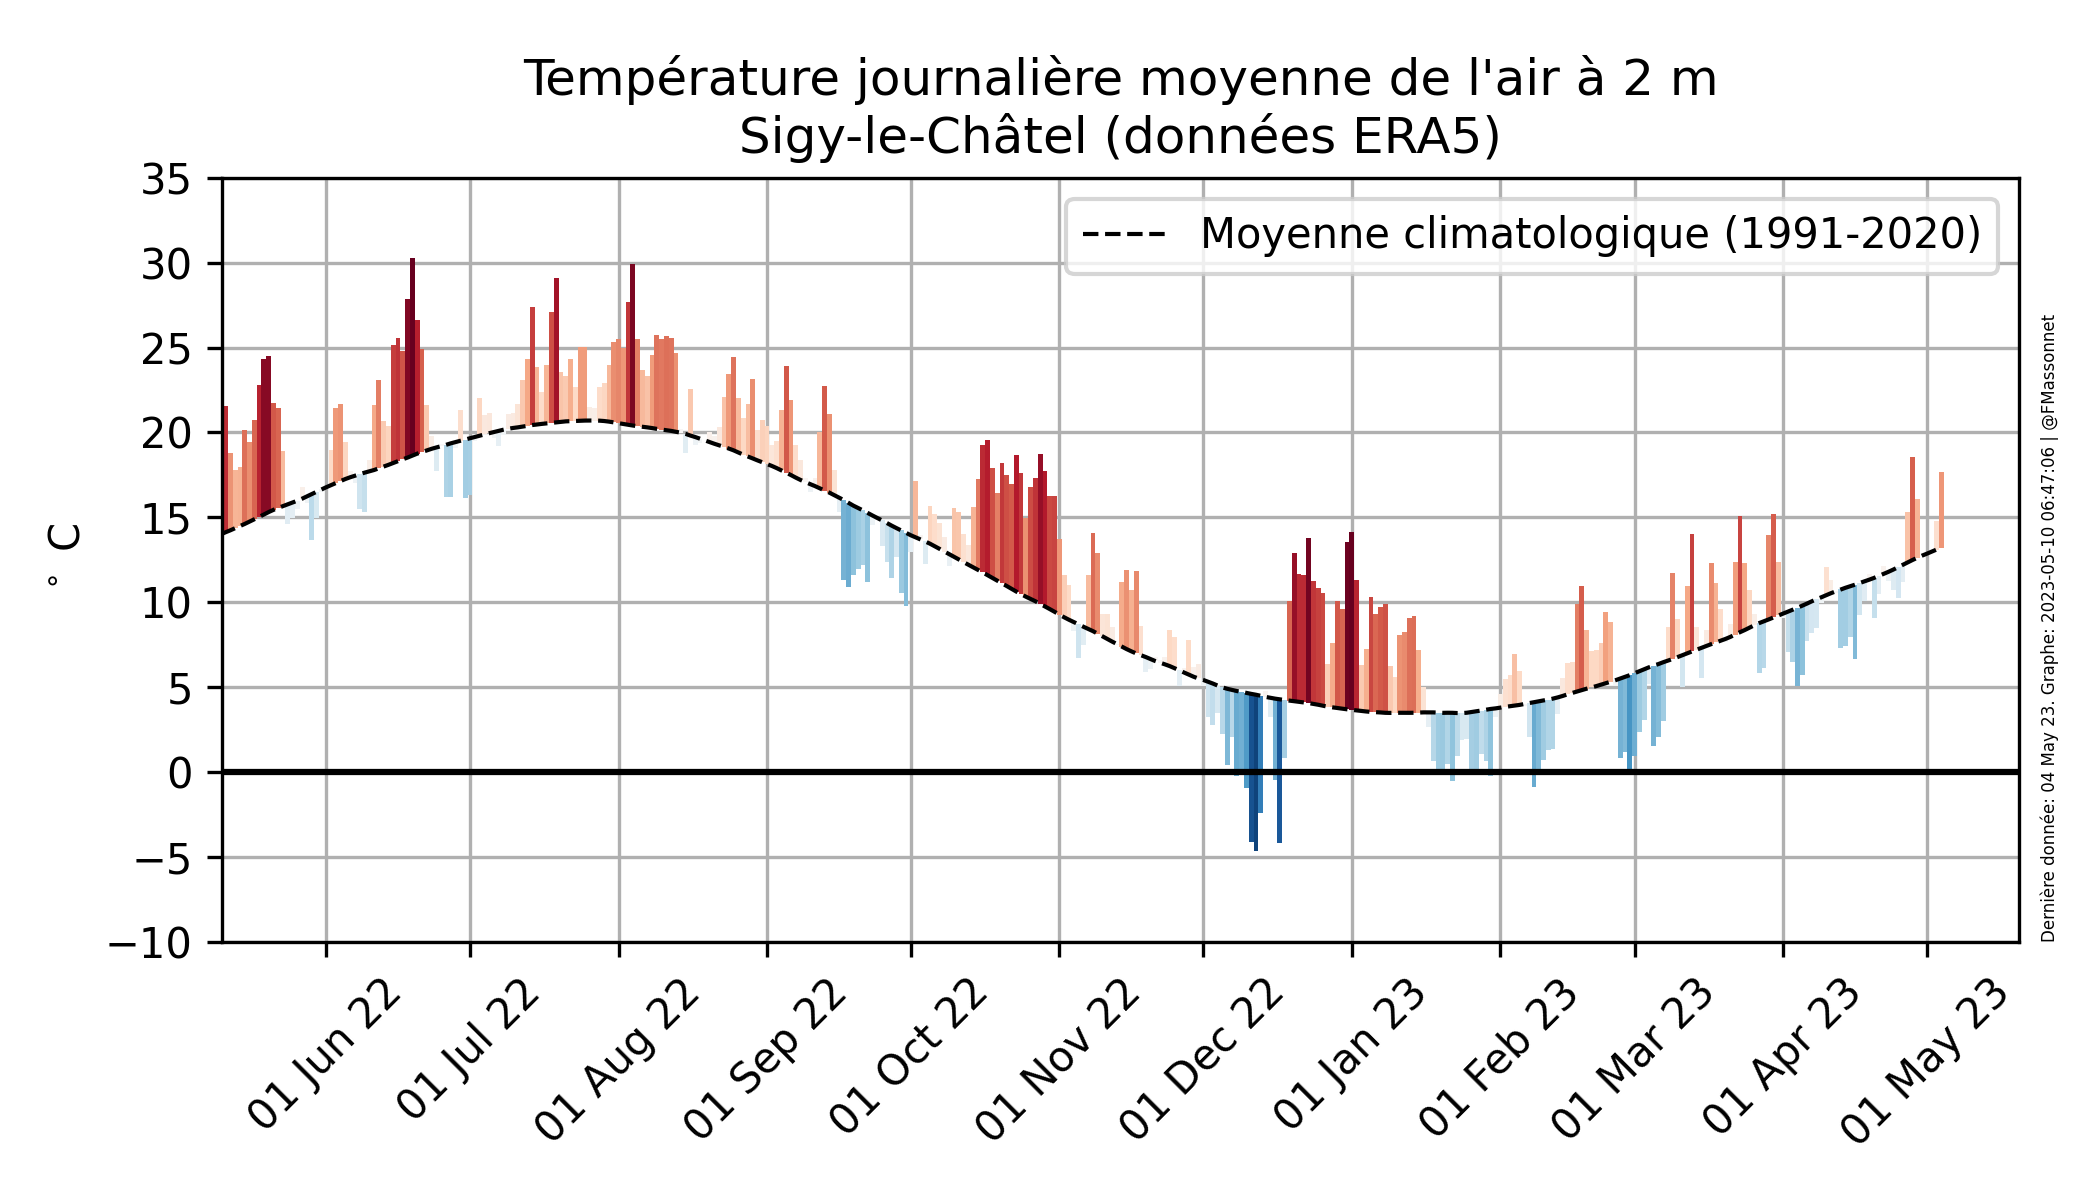 Température journalière moyenne de l'air à 2 m
Sigy-le-Châtel (données ERA5)
Moyenne climatologique (1991-2020)
° C
35
30
25
20
15
10
5
0
−5
−10
01 Jun 22
01 Jul 22
01 Aug 22
01 Sep 22
01 Oct 22
01 Nov 22
01 Dec 22
01 Jan 23
01 Feb 23
01 Mar 23
01 Apr 23
01 May 23
Dernière donnée: 04 May 23. Graphe: 2023-05-10 06:47:06 | @FMassonnet